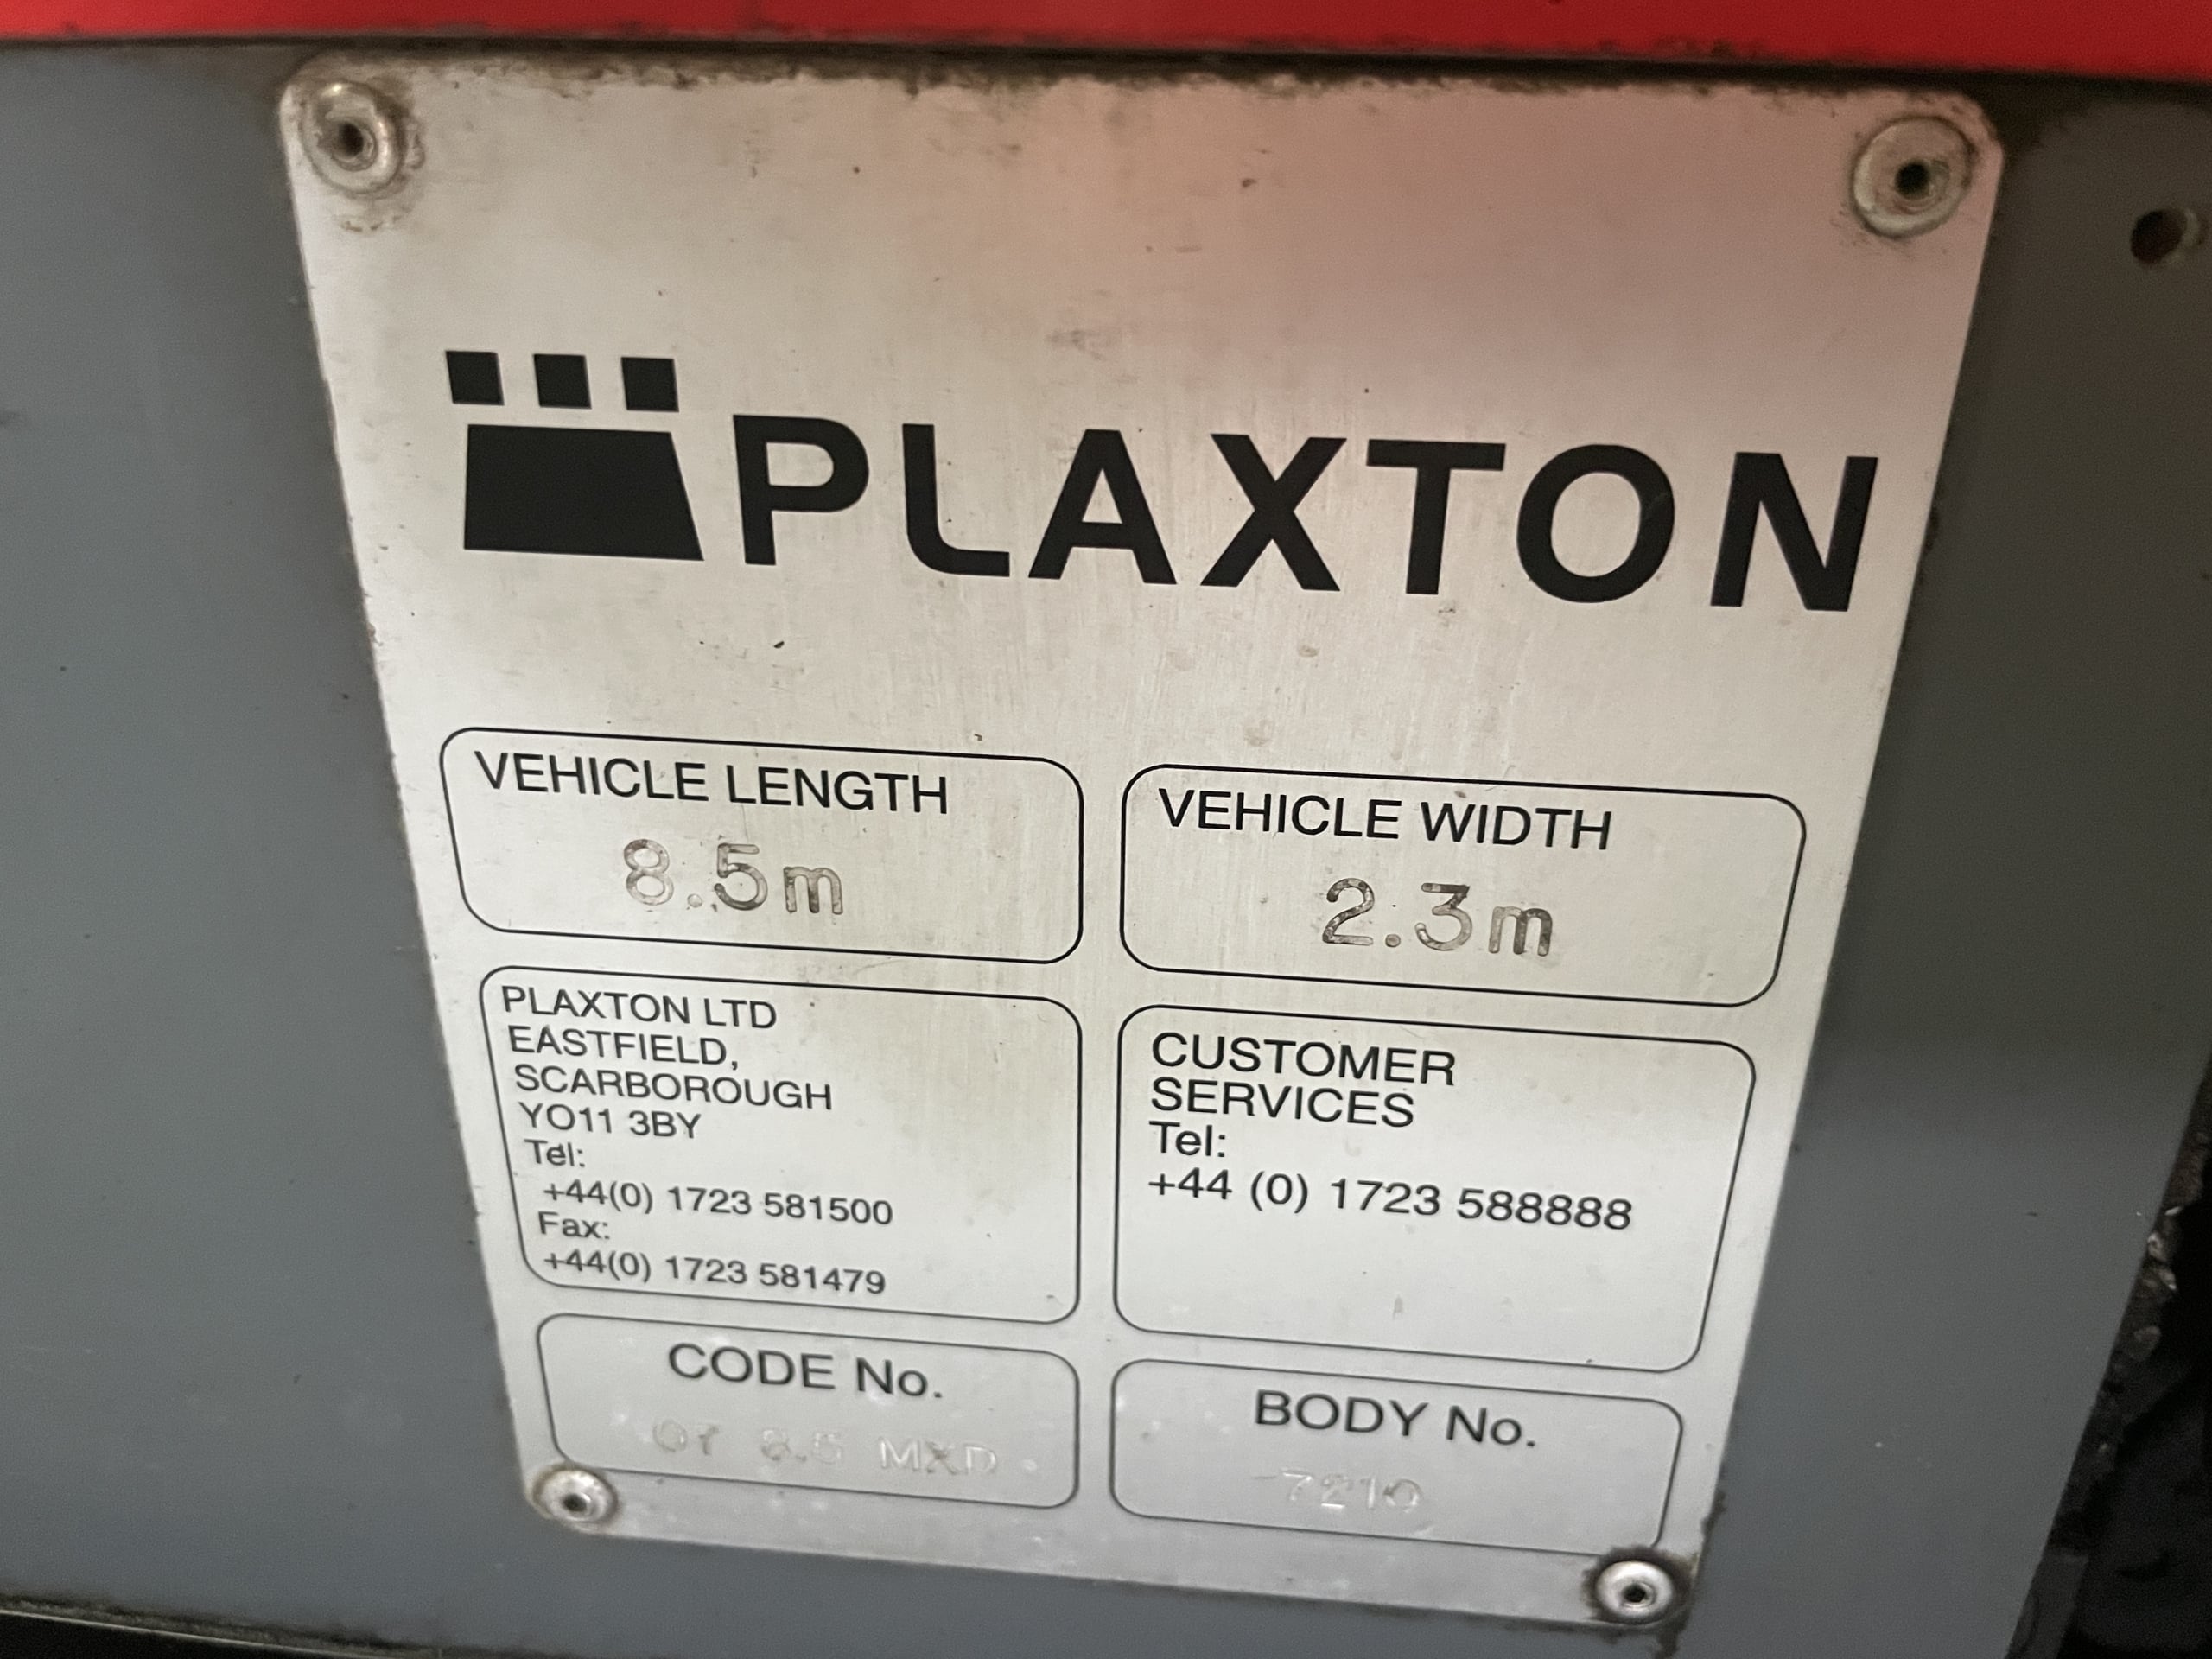 PLAXTON
VEHICLE LENGTH
8.5m
VEHICLE WIDTH
2.3m
PLAXTON LTD
EASTFIELD,
SCARBOROUGH
YO11 3BY
Tel:
+44(0) 1723 581500
Fax:
+44(0) 1723 581479
CUSTOMER
SERVICES
Tel:
+44 (0) 1723 588888
CODE No.
07 8.5 MXD
BODY No.
7210